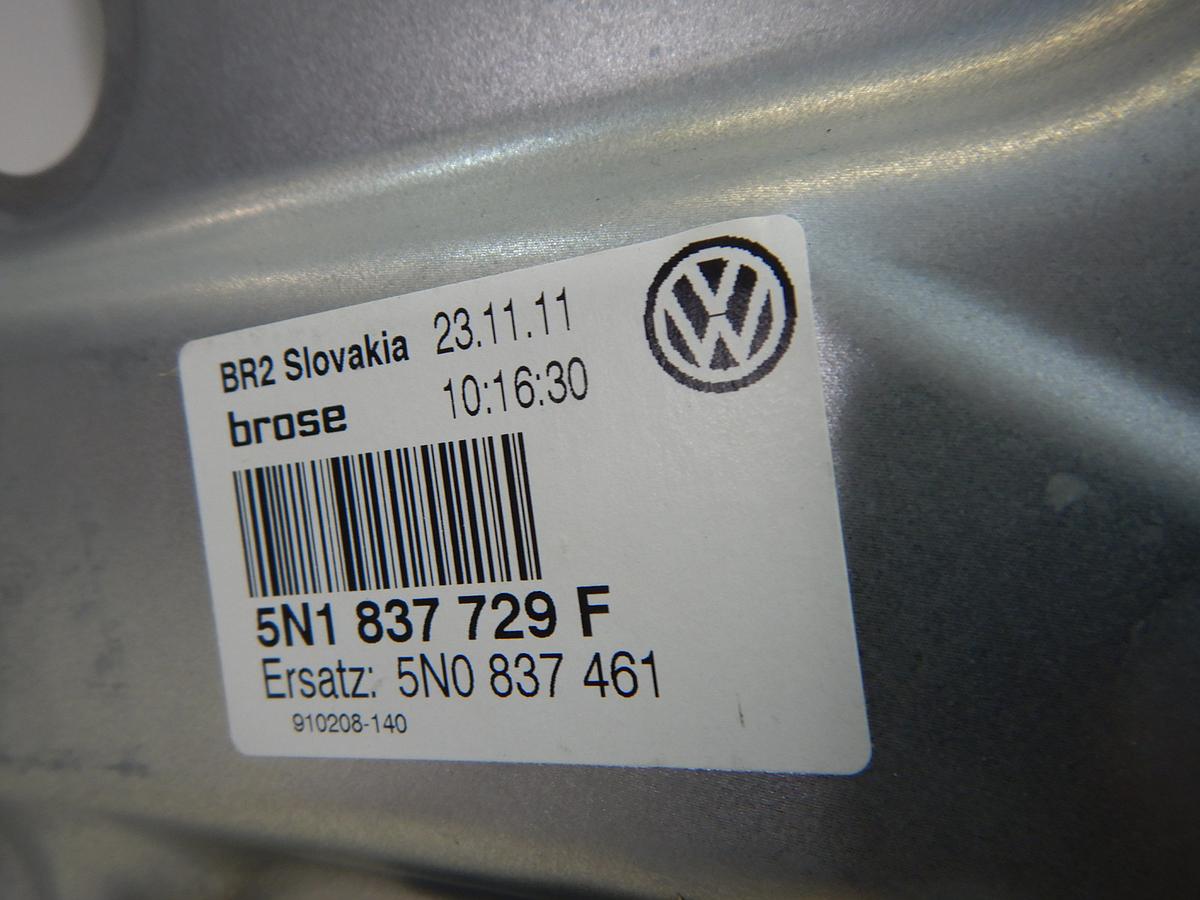 BR2 Slovakia 23.11.11
brose 10:16:30
5N1 837 729 F
Ersatz: 5N0 837 461
910208-140